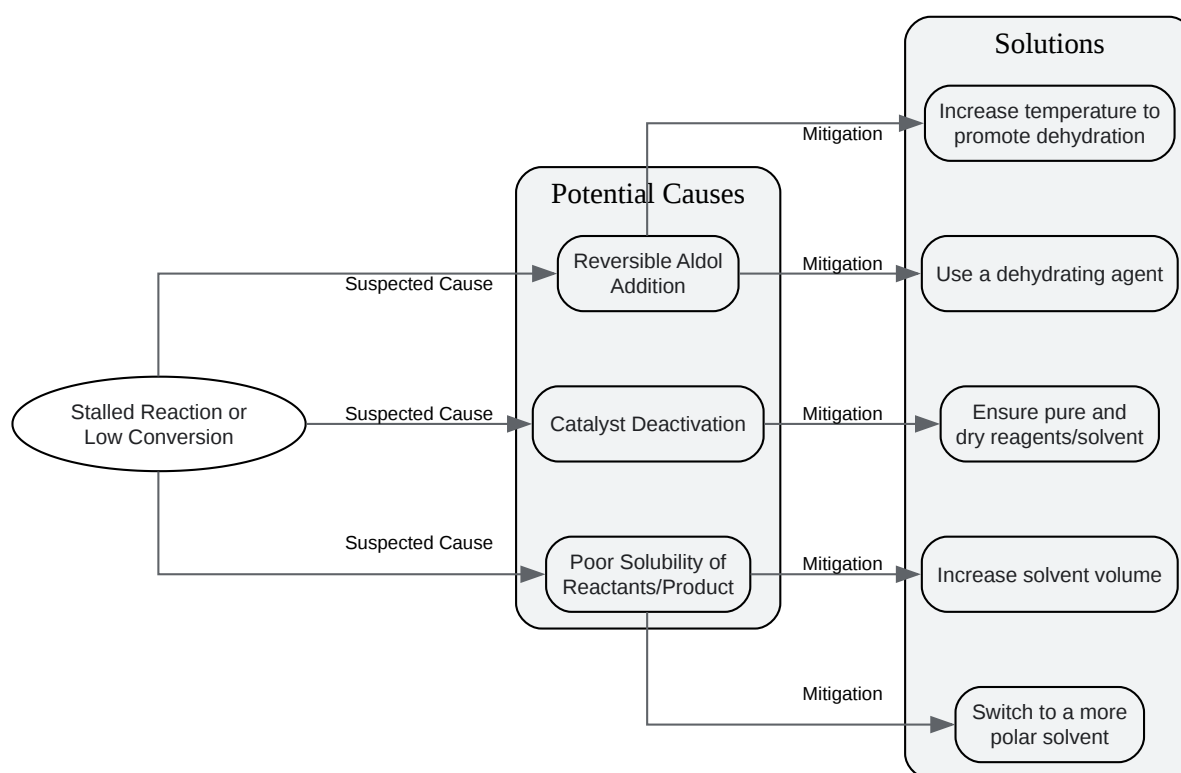 Solutions
Increase temperature to
promote dehydration
Mitigation
Potential Causes
Reversible Aldol
Addition
Mitigation
Use a dehydrating agent
Suspected Cause
Stalled Reaction or
Low Conversion
Suspected Cause
Catalyst Deactivation
Mitigation
Ensure pure and
dry reagents/solvent
Suspected Cause
Poor Solubility of
Reactants/Product
Mitigation
Increase solvent volume
Mitigation
Switch to a more
polar solvent